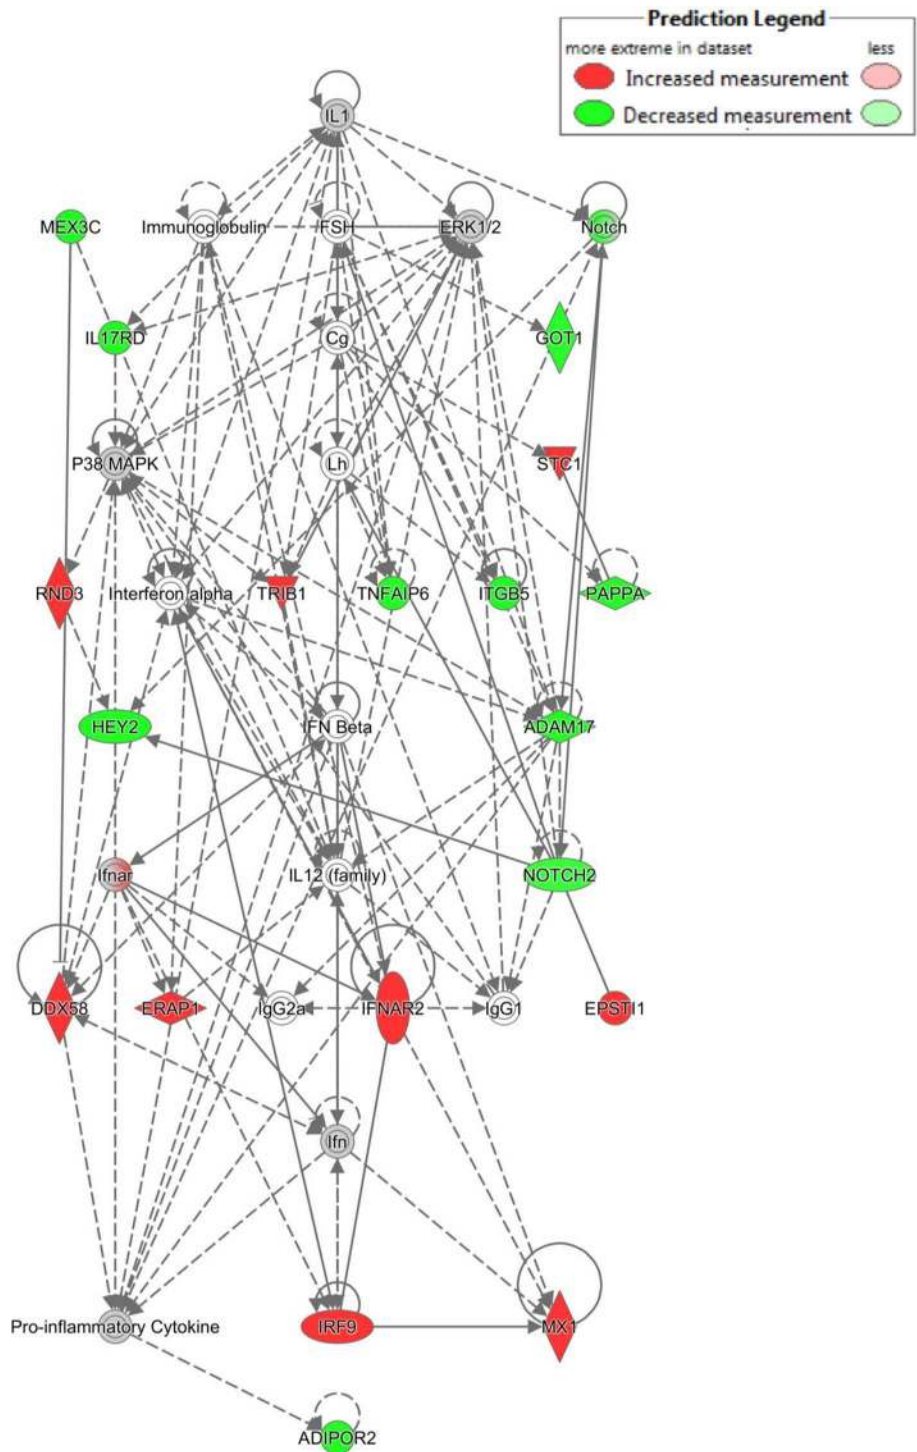 Prediction Legend
more extreme in dataset less
Increased measurement
Decreased measurement
IL1
MEX3C Immunoglobulin FSH ERK1/2 Notch
IL17RD Cg GOT1
P38 MAPK Lh STC1
RND3 Interferon alpha TRIB1 TNFAIP6 ITGB5 PAPPA
HEY2 IFN Beta ADAM17
Ifnar IL12 (family) NOTCH2
DDX58 ERAP1 IgG2a IFNAR2 IgG1 EPSTI1
Ifn
Pro-inflammatory Cytokine IRF9 MX1
ADIPOR2